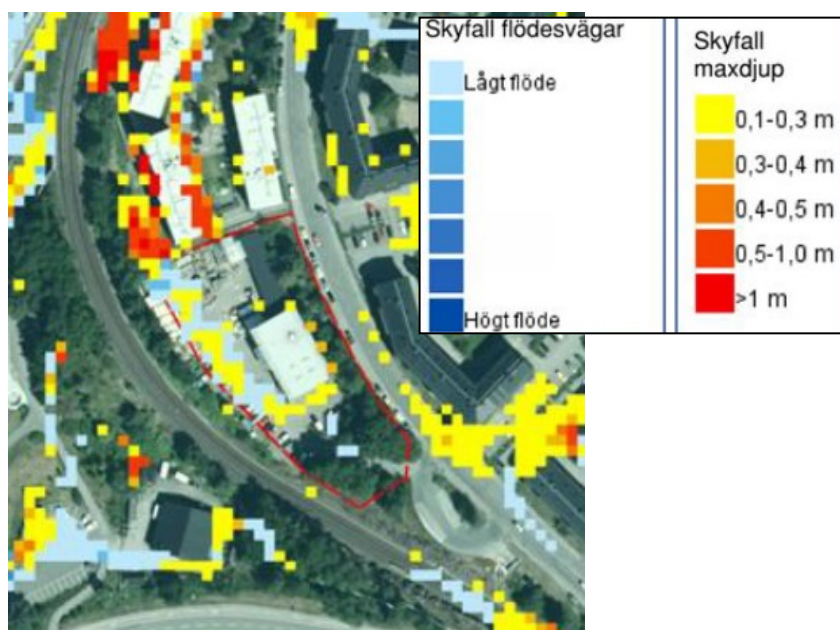 Skyfall flödesvägar
Lågt flöde
Högt flöde
Skyfall
maxdjup
0,1-0,3 m
0,3-0,4 m
0,4-0,5 m
0,5-1,0 m
>1 m